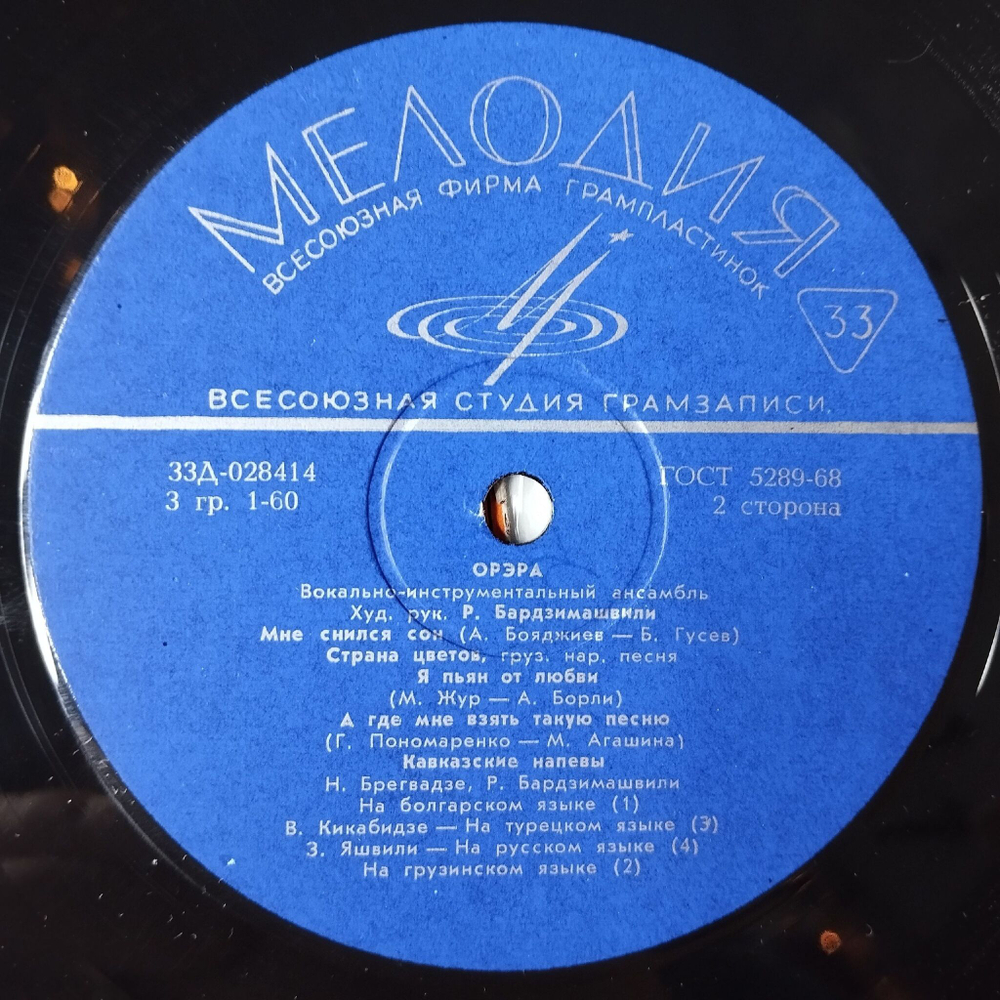 МЕЛОДИЯ
ВСЕСОЮЗНАЯ ФИРМА ГРАМПЛАСТИНОК
33
ВСЕСОЮЗНАЯ СТУДИЯ ГРАМЗАПИСИ
33Д-028414
3 гр. 1-60
ГОСТ 5289-68
2 сторона
ОРЭРА
Вокально-инструментальный ансамбль
Худ. рук. Р. Бардзимашвили
Мне снился сон (А. Бояджиев — Б. Гусев)
Страна цветов, груз. нар. песня
Я пьян от любви
(М. Жур — А. Борли)
А где мне взять такую песню
(Г. Пономаренко — М. Агашина)
Кавказские напевы
Н. Брегвадзе, Р. Бардзимашвили
На болгарском языке (1)
В. Кикабидзе — На турецком языке (3)
З. Яшвили — На русском языке (4)
На грузинском языке (2)